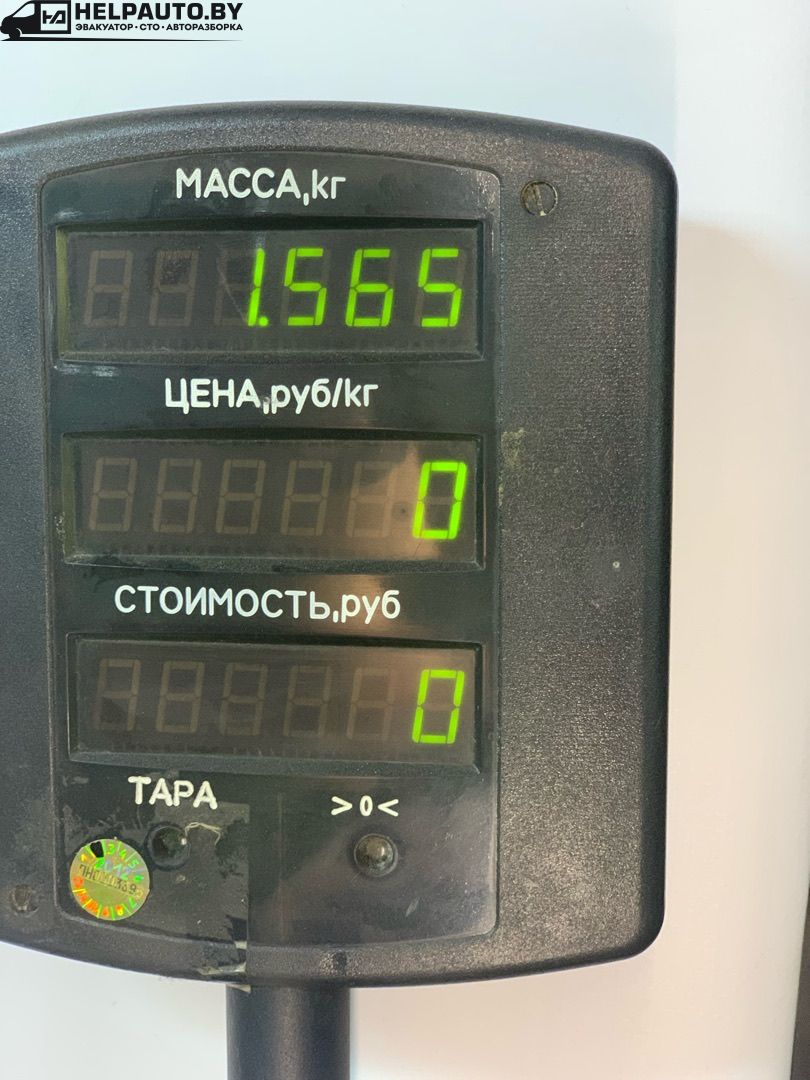 HELPAUTO.BY
ЭВАКУАТОР • СТО • АВТОРАЗБОРКА
МАССА,кг
1.565
ЦЕНА,руб/кг
0
СТОИМОСТЬ,руб
0
ТАРА >0<